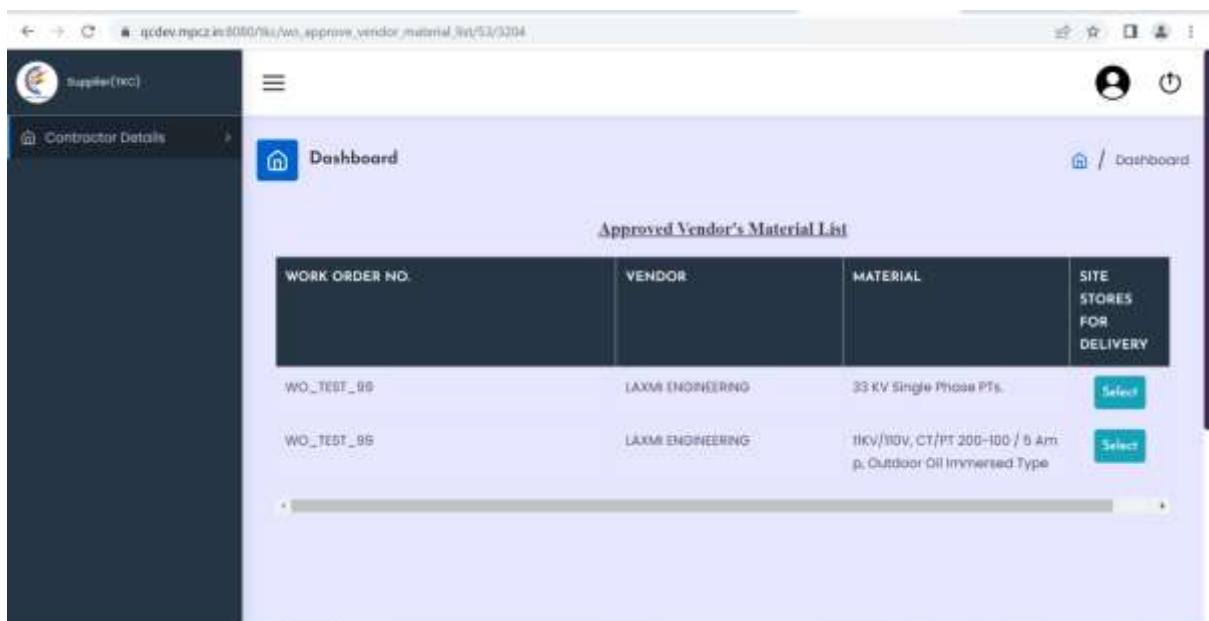 qcdev.mpcz.in:8080/tkc/wo_approve_vendor_material_list/53/5204
Supplier(TKC)
Contractor Details
Dashboard
/ Dashboard
Approved Vendor's Material List
WORK ORDER NO.
VENDOR
MATERIAL
SITE
STORES
FOR
DELIVERY
WO_TEST_99
LAXMI ENGINEERING
33 KV Single Phase PTs.
Select
WO_TEST_99
LAXMI ENGINEERING
11KV/110V, CT/PT 200-100 / 5 Am
p, Outdoor Oil Immersed Type
Select